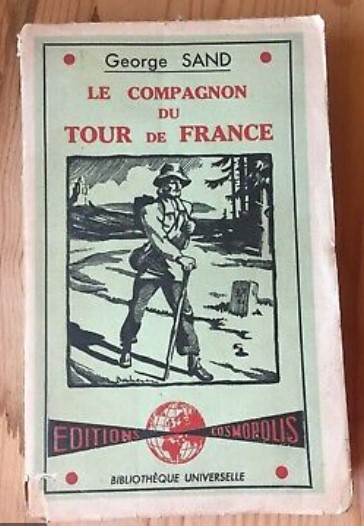 George SAND
LE COMPAGNON
DU
TOUR DE FRANCE
EDITIONS COSMOPOLIS
BIBLIOTHÈQUE UNIVERSELLE